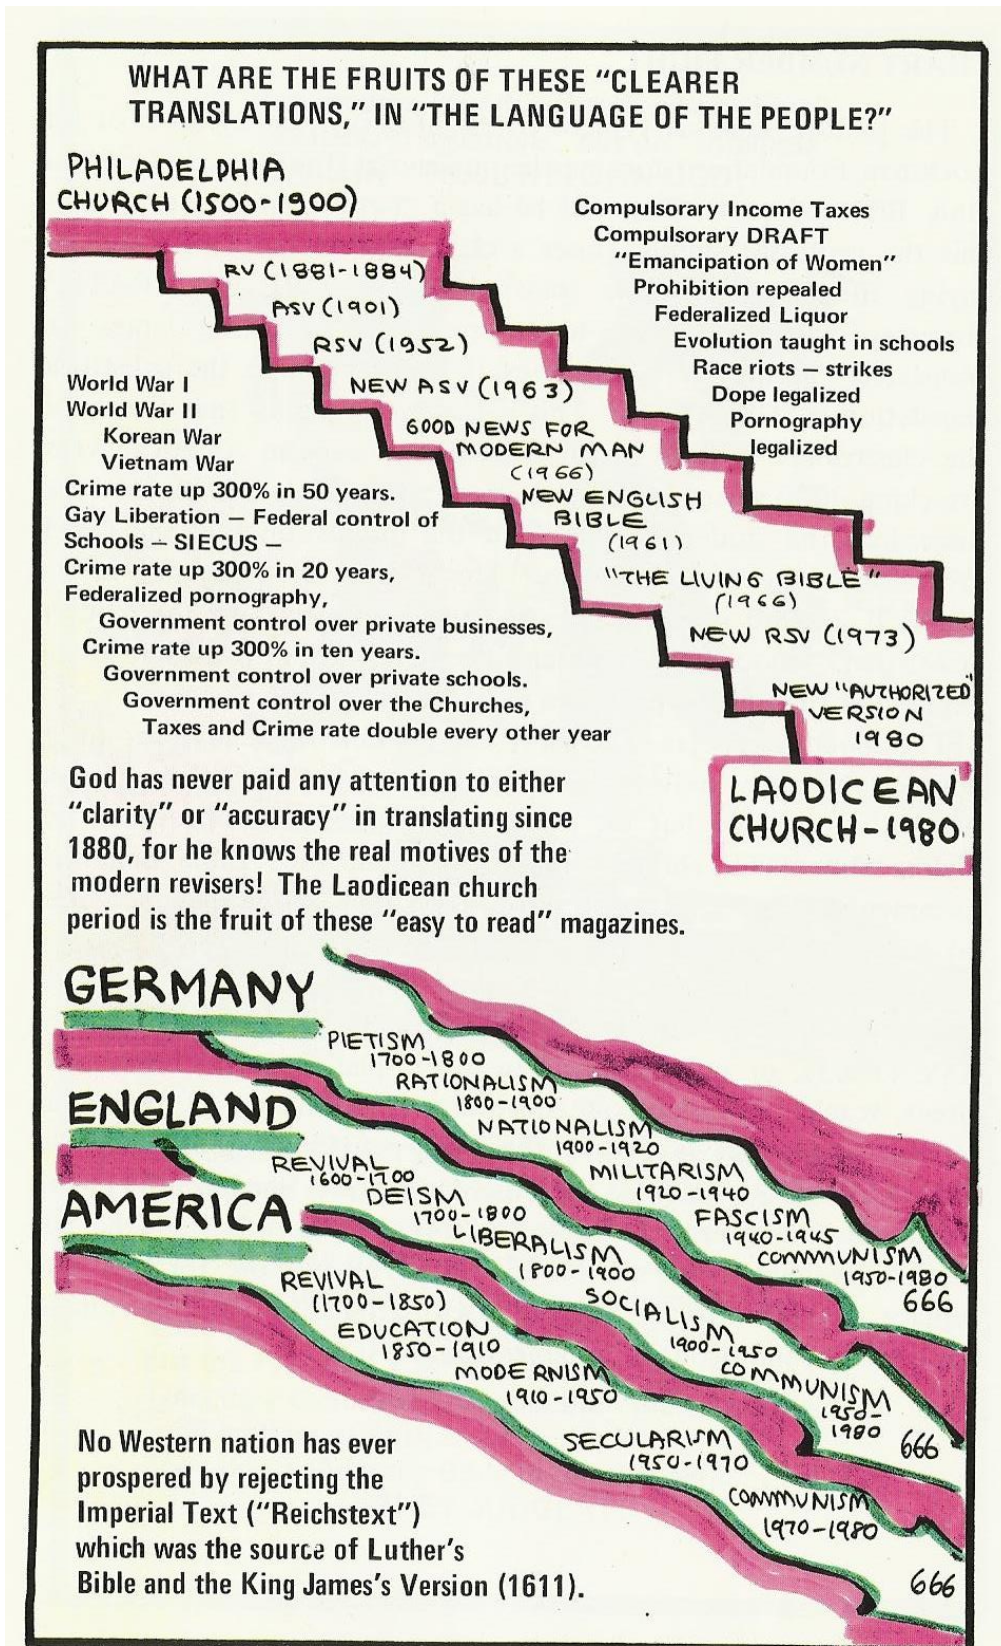 WHAT ARE THE FRUITS OF THESE “CLEARER
TRANSLATIONS,” IN “THE LANGUAGE OF THE PEOPLE?”
PHILADELPHIA
CHURCH (1500-1900)
Compulsorary Income Taxes
Compulsorary DRAFT
“Emancipation of Women”
Prohibition repealed
Federalized Liquor
Evolution taught in schools
Race riots — strikes
Dope legalized
Pornography
legalized
RV (1881-1884)
ASV (1901)
RSV (1952)
NEW ASV (1963)
GOOD NEWS FOR
MODERN MAN
(1966)
NEW ENGLISH
BIBLE
(1961)
"THE LIVING BIBLE"
(1966)
NEW RSV (1973)
NEW "AUTHORIZED"
VERSION
1980
LAODICEAN
CHURCH-1980
World War I
World War II
Korean War
Vietnam War
Crime rate up 300% in 50 years.
Gay Liberation — Federal control of
Schools — SIECUS —
Crime rate up 300% in 20 years,
Federalized pornography,
Government control over private businesses,
Crime rate up 300% in ten years.
Government control over private schools.
Government control over the Churches,
Taxes and Crime rate double every other year
God has never paid any attention to either
“clarity” or “accuracy” in translating since
1880, for he knows the real motives of the
modern revisers! The Laodicean church
period is the fruit of these “easy to read” magazines.
GERMANY
PIETISM
1700-1800
RATIONALISM
1800-1900
NATIONALISM
1900-1920
MILITARISM
1920-1940
FASCISM
1940-1945
COMMUNISM
1950-1980
666
ENGLAND
REVIVAL
1600-1700
DEISM
1700-1800
LIBERALISM
1800-1900
SOCIALISM
1900-1950
COMMUNISM
1950-
1980
666
AMERICA
REVIVAL
(1700-1850)
EDUCATION
1850-1910
MODERNISM
1910-1950
SECULARISM
1950-1970
COMMUNISM
1970-1980
666
No Western nation has ever
prospered by rejecting the
Imperial Text (“Reichstext”)
which was the source of Luther’s
Bible and the King James’s Version (1611).